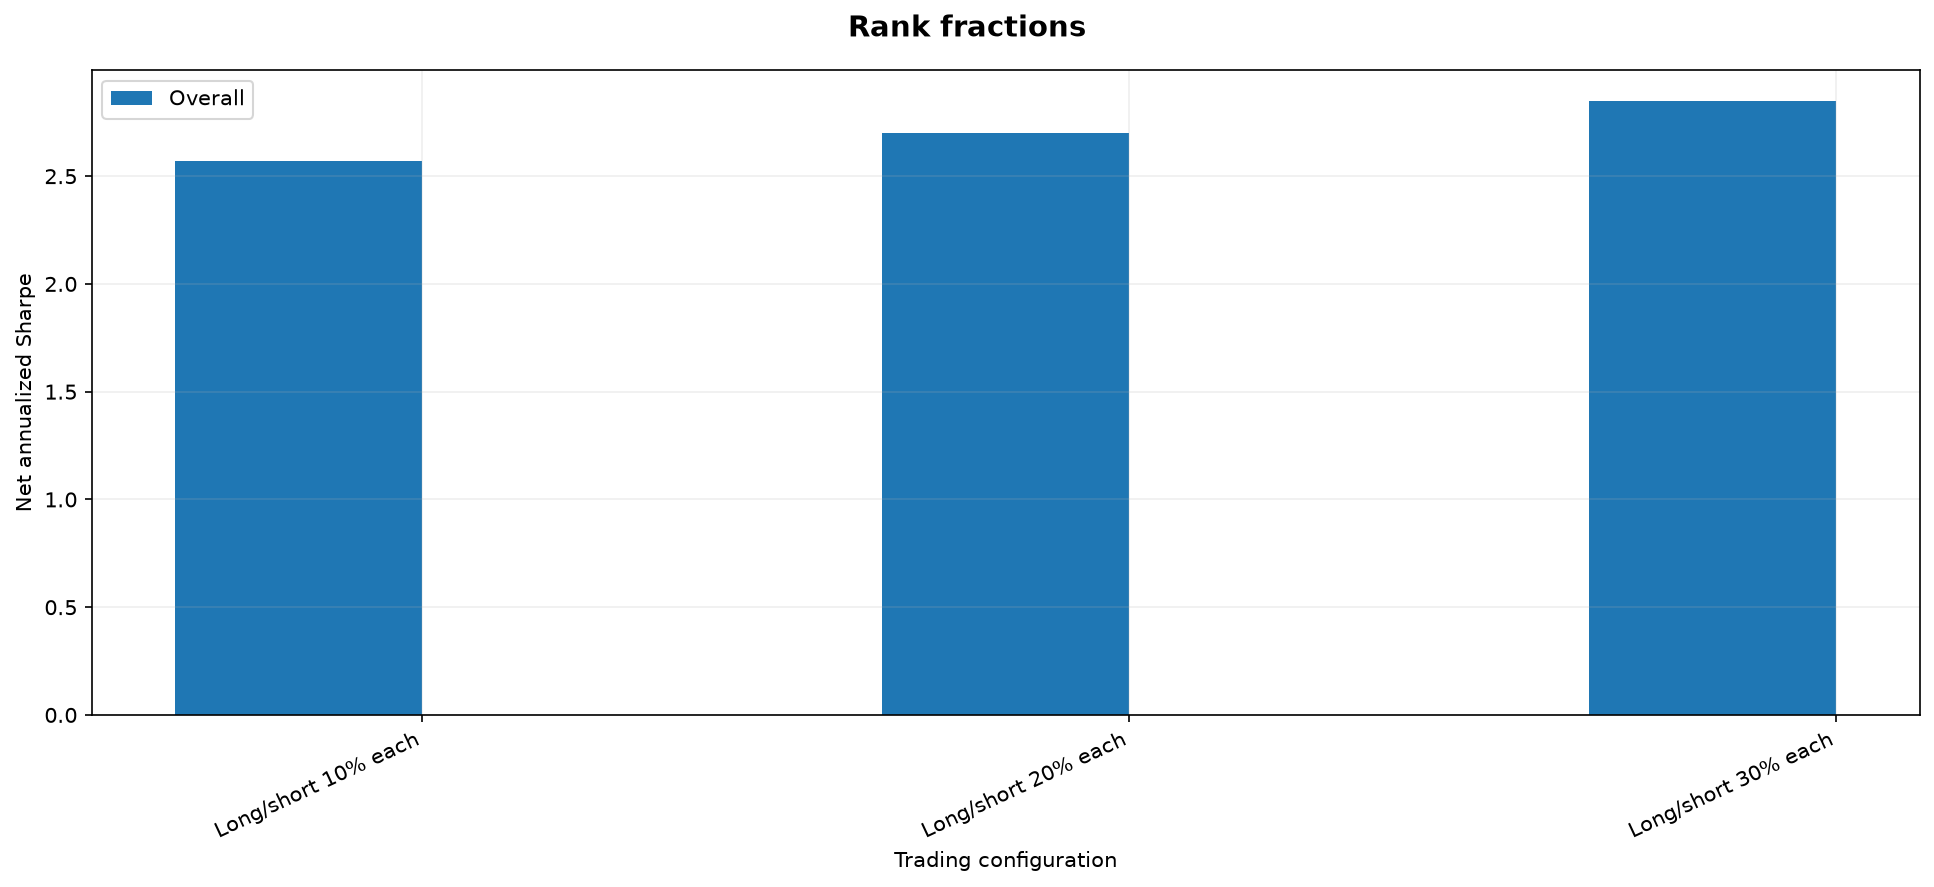 Rank fractions
Overall
Net annualized Sharpe
2.5
2.0
1.5
1.0
0.5
0.0
Long/short 10% each
Long/short 20% each
Long/short 30% each
Trading configuration